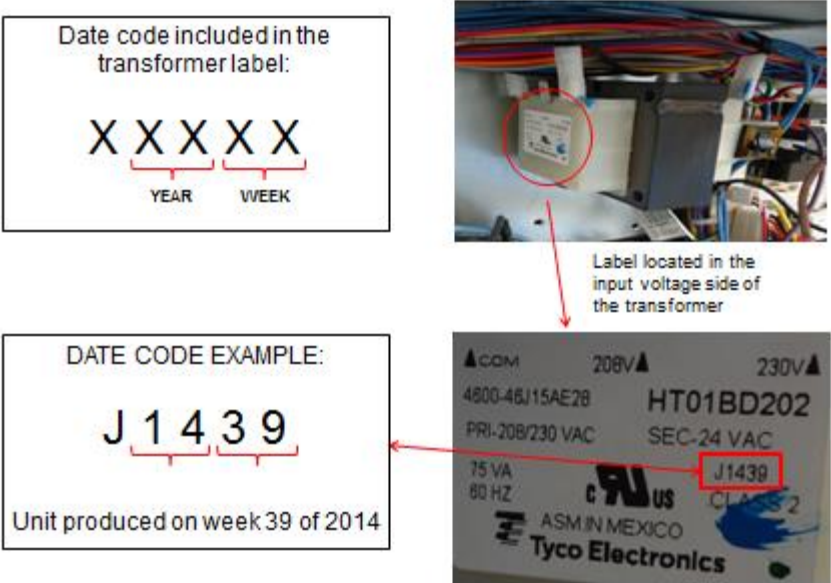 Date code included in the
transformer label:
X X X X X
YEAR WEEK
Label located in the
input voltage side of
the transformer
DATE CODE EXAMPLE:
J 1 4 3 9
Unit produced on week 39 of 2014
COM 208V 230V
4600-46J15AE28 HT01BD202
PRI-208/230 VAC SEC-24 VAC
75 VA J1439
60 HZ C US CLASS 2
ASM.IN MEXICO
Tyco Electronics